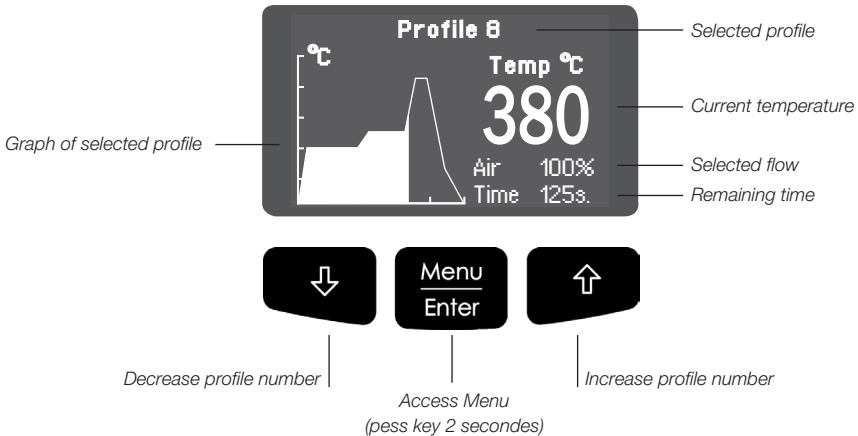 Profile 8
Selected profile
°C
Temp °C
380
Current temperature
Graph of selected profile
Air 100%
Selected flow
Time 125s.
Remaining time
Menu
Enter
Decrease profile number
Increase profile number
Access Menu
(pess key 2 secondes)